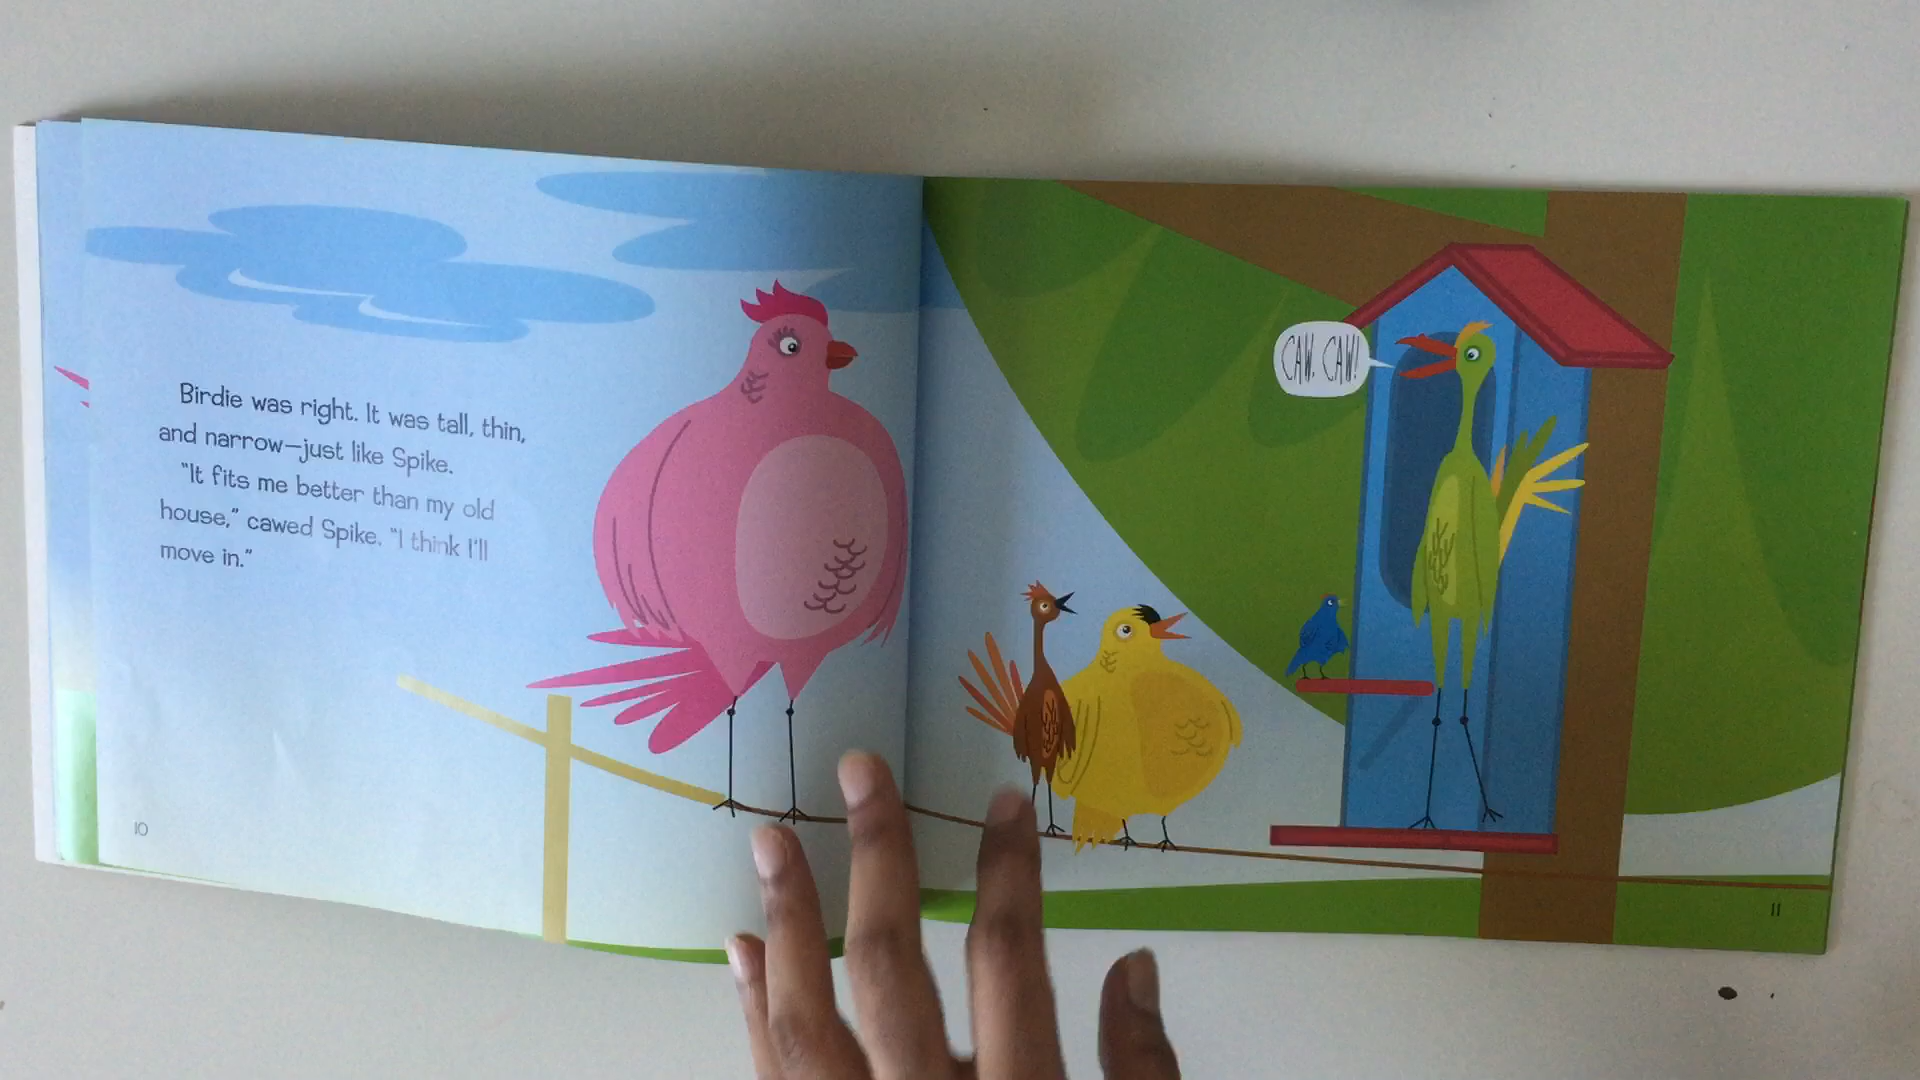 Birdie was right. It was tall, thin,
and narrow—just like Spike.
"It fits me better than my old
house," cawed Spike. "I think I'll
move in."
10
CAW, CAW!
11